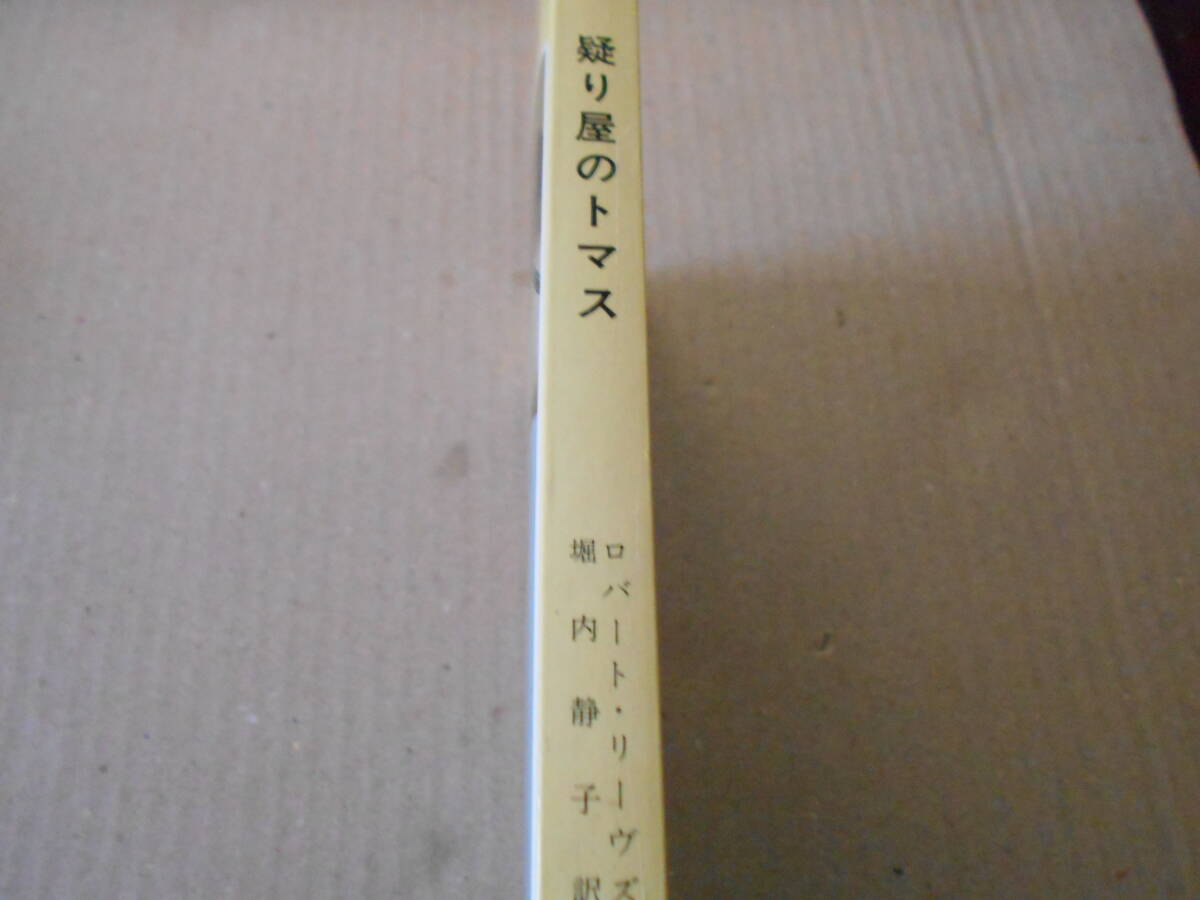 疑り屋のトマス
ロバート・リーヴズ
堀内静子訳